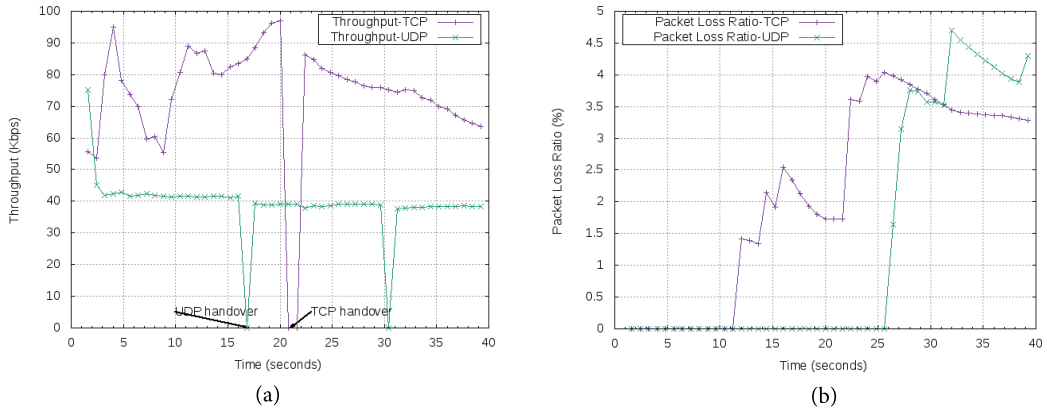 100
90
80
70
60
50
40
30
20
10
0
Throughput (Kbps)
Throughput-TCP
Throughput-UDP
UDP handover
TCP handover
0 5 10 15 20 25 30 35 40
Time (seconds)
(a)
5
4.5
4
3.5
3
2.5
2
1.5
1
0.5
0
Packet Loss Ratio (%)
Packet Loss Ratio-TCP
Packet Loss Ratio-UDP
0 5 10 15 20 25 30 35 40
Time (seconds)
(b)